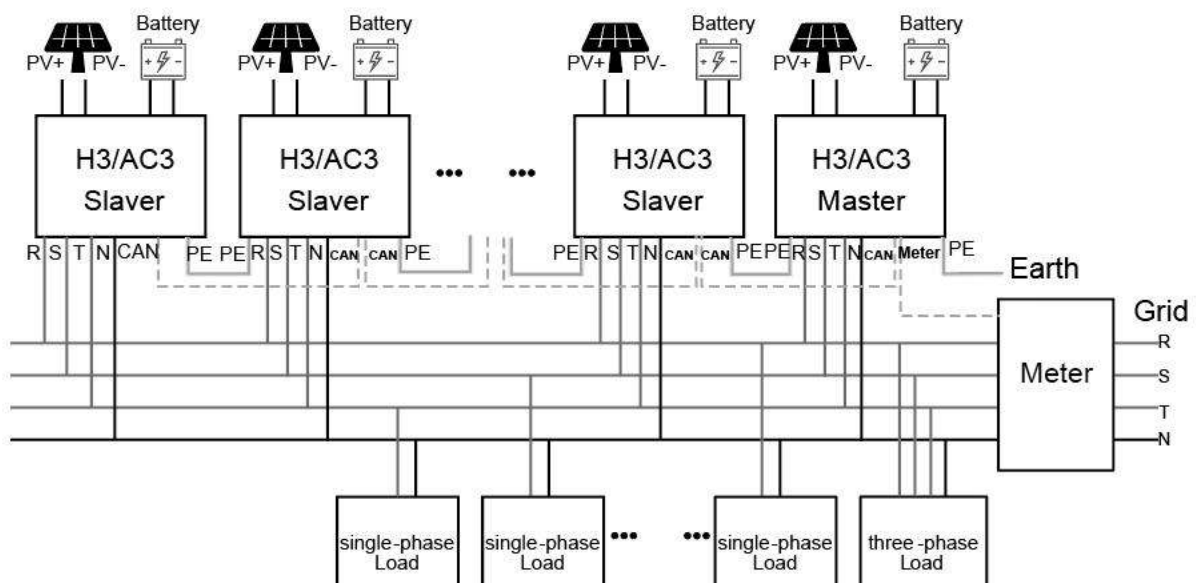 Battery Battery Battery Battery
PV+ PV- PV+ PV- PV+ PV- PV+ PV-
H3/AC3 H3/AC3 H3/AC3 H3/AC3
Slaver Slaver ••• ••• Slaver Master
R S T N CAN PE PE R S T N CAN CAN PE PE R S T N CAN CAN PE PE R S T N CAN Meter PE
Earth
Grid
R
Meter S
T
N
single-phase single-phase ••• ••• single-phase three-phase
Load Load Load Load